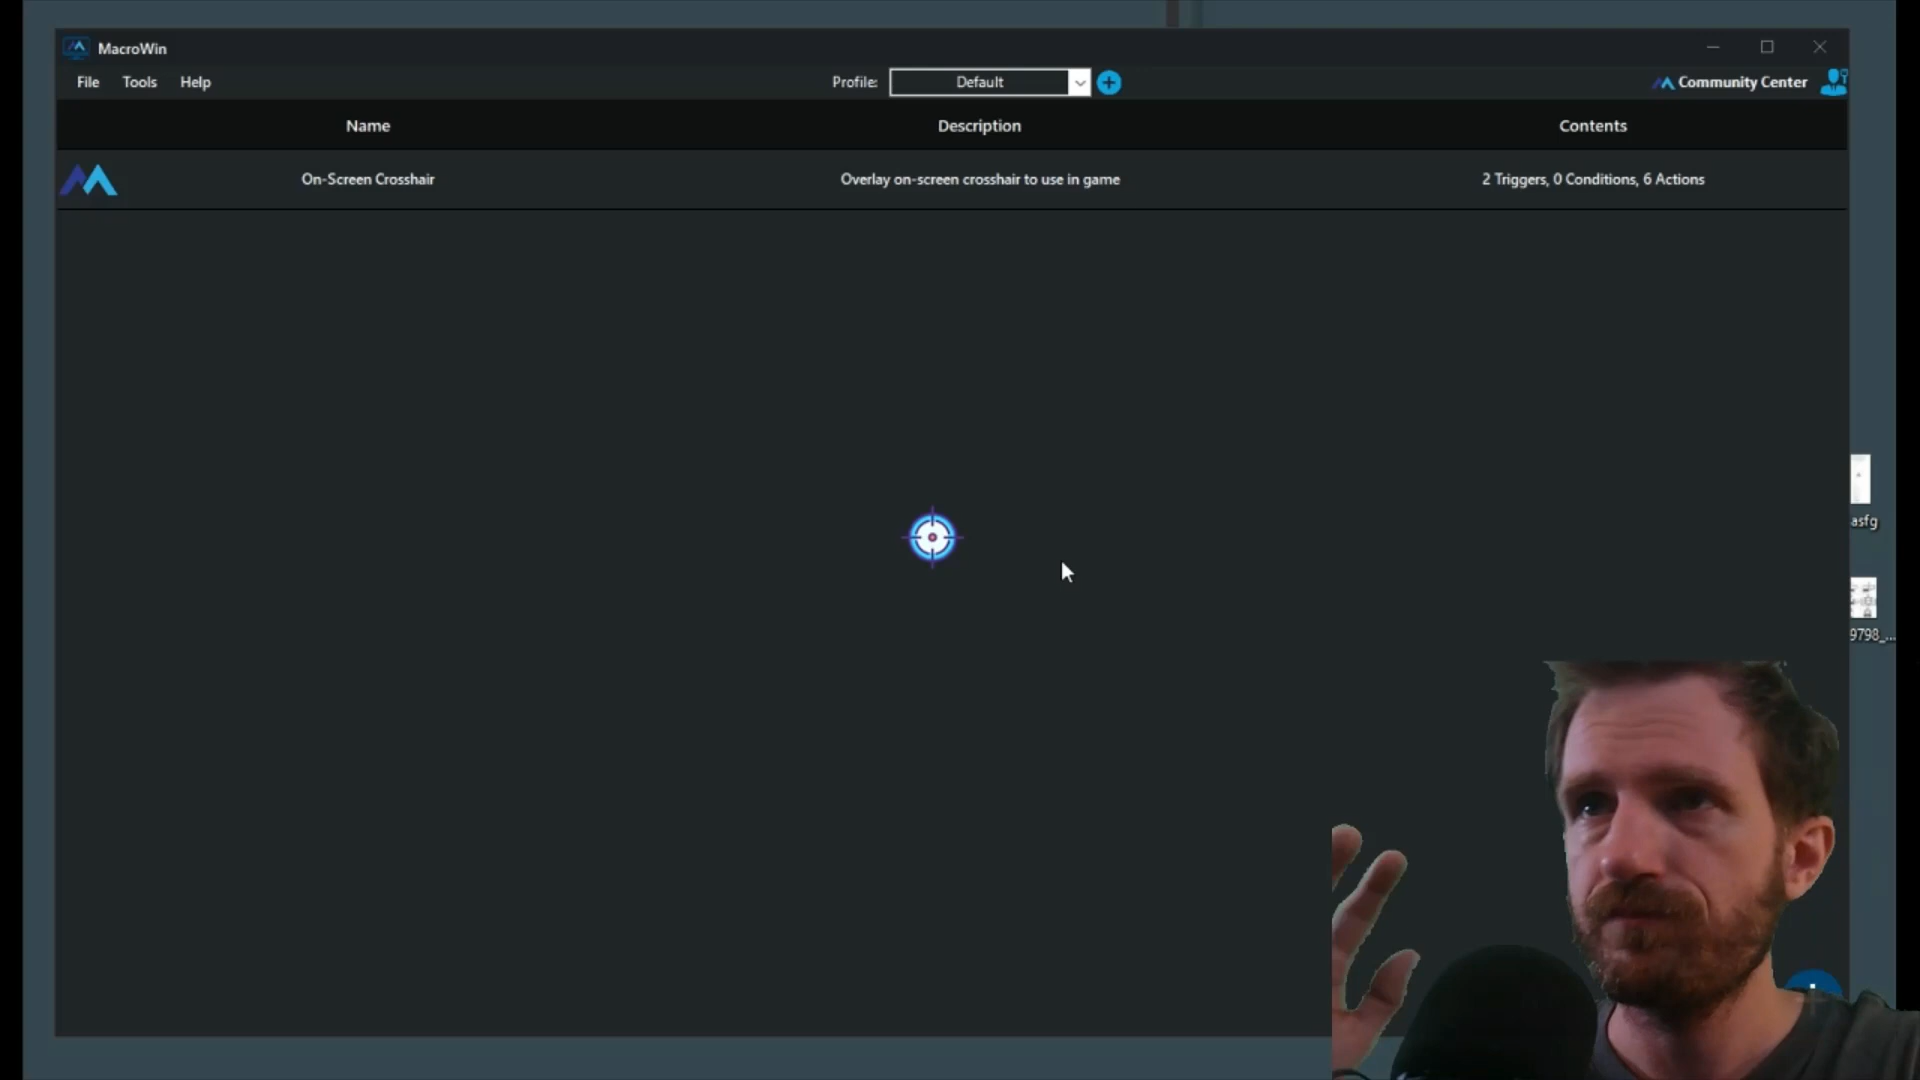 MacroWin
File Tools Help Profile: Default Community Center
Name Description Contents
On-Screen Crosshair Overlay on-screen crosshair to use in game 2 Triggers, 0 Conditions, 6 Actions
asfg
9798_...